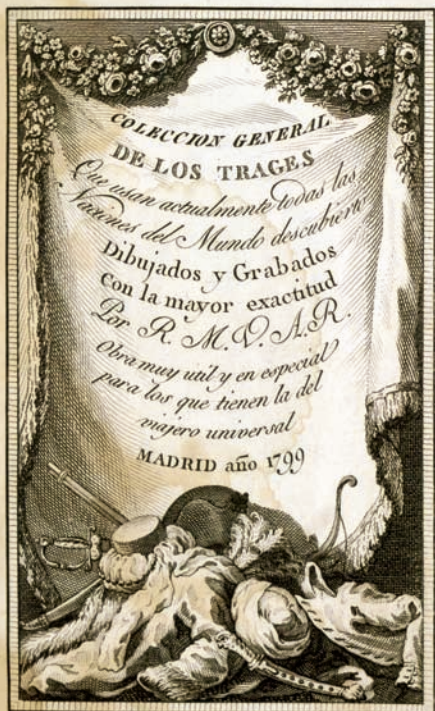 COLECCION GENERAL
DE LOS TRAGES
Que usan actualmente todas las
Naciones del Mundo descubierto
Dibujados y Grabados
con la mayor exactitud
Por R. M. V. A. R.
Obra muy util y en especial
para los que tienen la del
viajero universal
MADRID año 1799